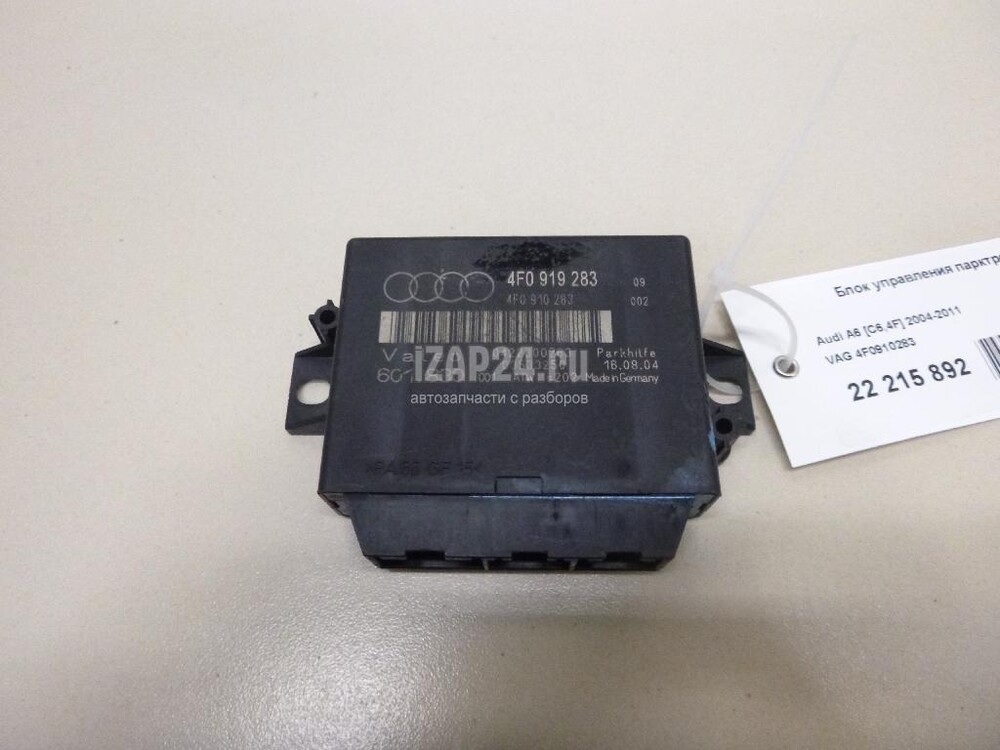 4F0 919 283 09
4F0 910 283 002
Parkhilfe
16.08.04
Made in Germany
IZAP24.ru
автозапчасти с разборов
Блок управления парктро
Audi A6 [C6,4F] 2004-2011
VAG 4F0910283
22 215 892